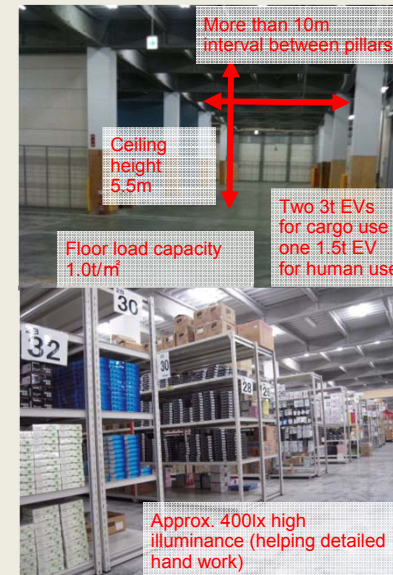 More than 10m
interval between pillars
Ceiling
height
5.5m
Two 3t EVs
for cargo use
one 1.5t EV
for human use
Floor load capacity
1.0t/㎡
30
32
30
28
26
Approx. 400lx high
illuminance (helping detailed
hand work)